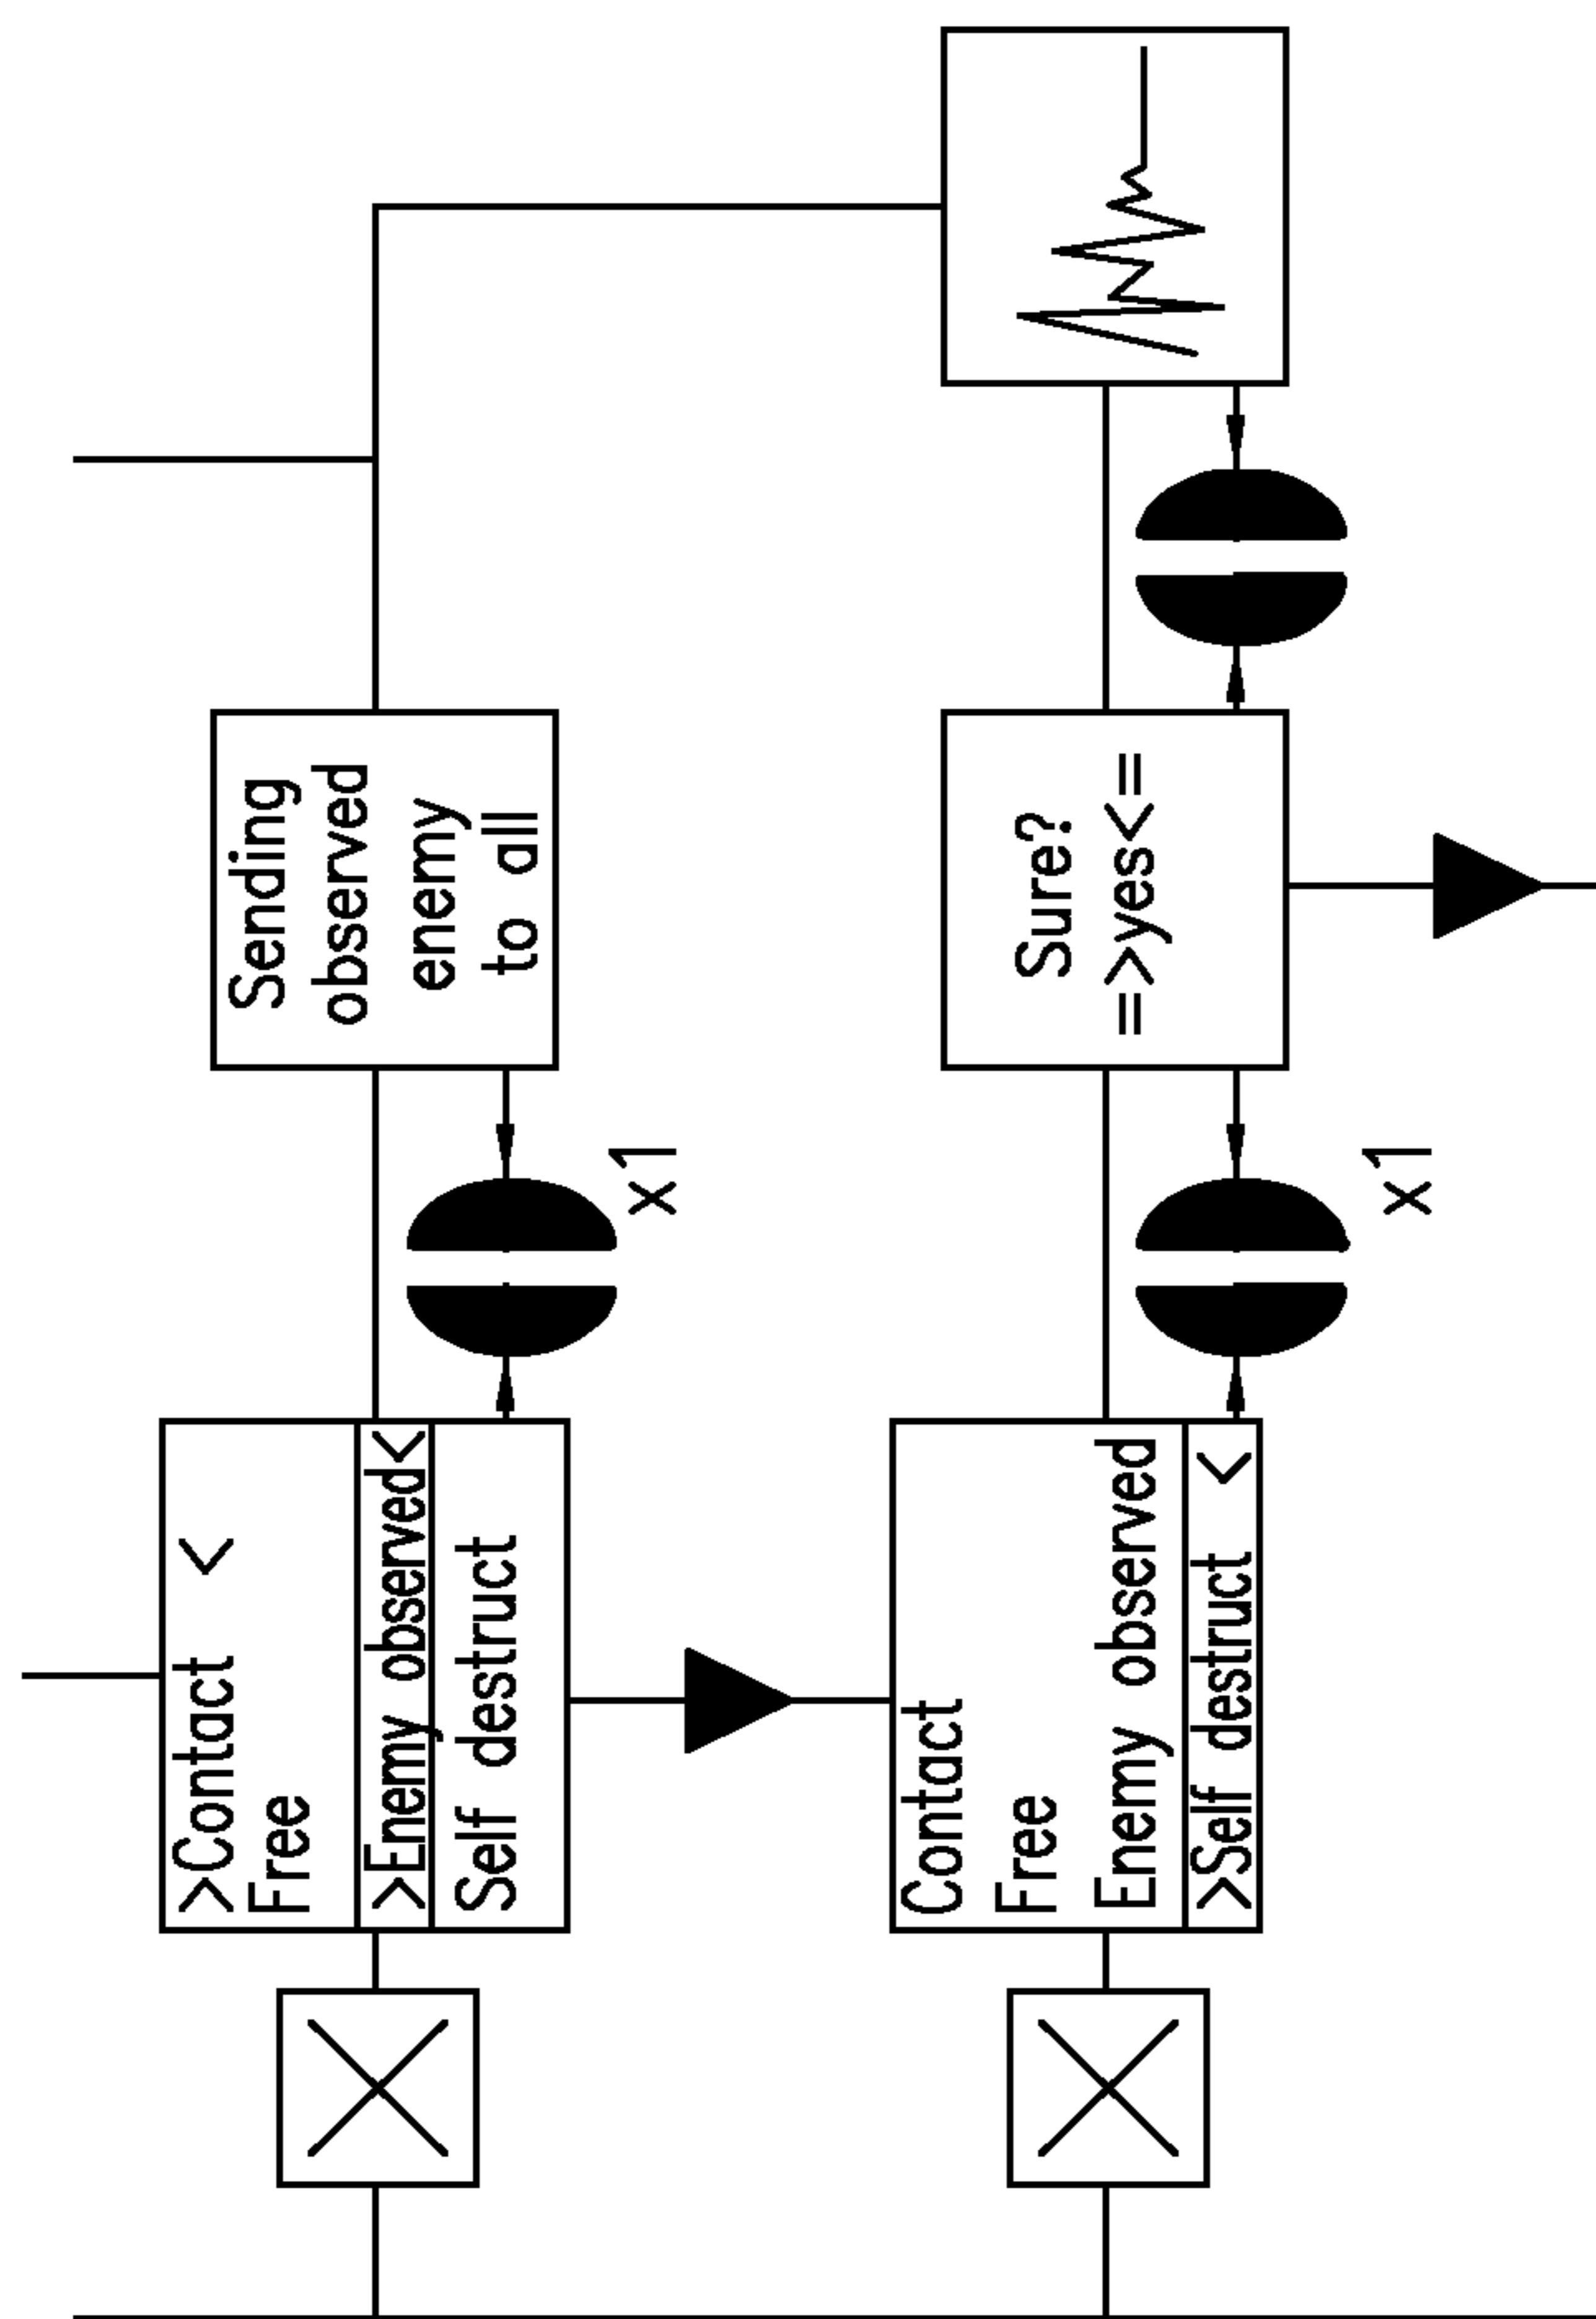 >Contact <
Free
>Enemy observed<
Self destruct
x1
Sending
observed
enemy
to all
Contact
Free
Enemy observed
>Self destruct <
x1
Sure?
=>yes<=